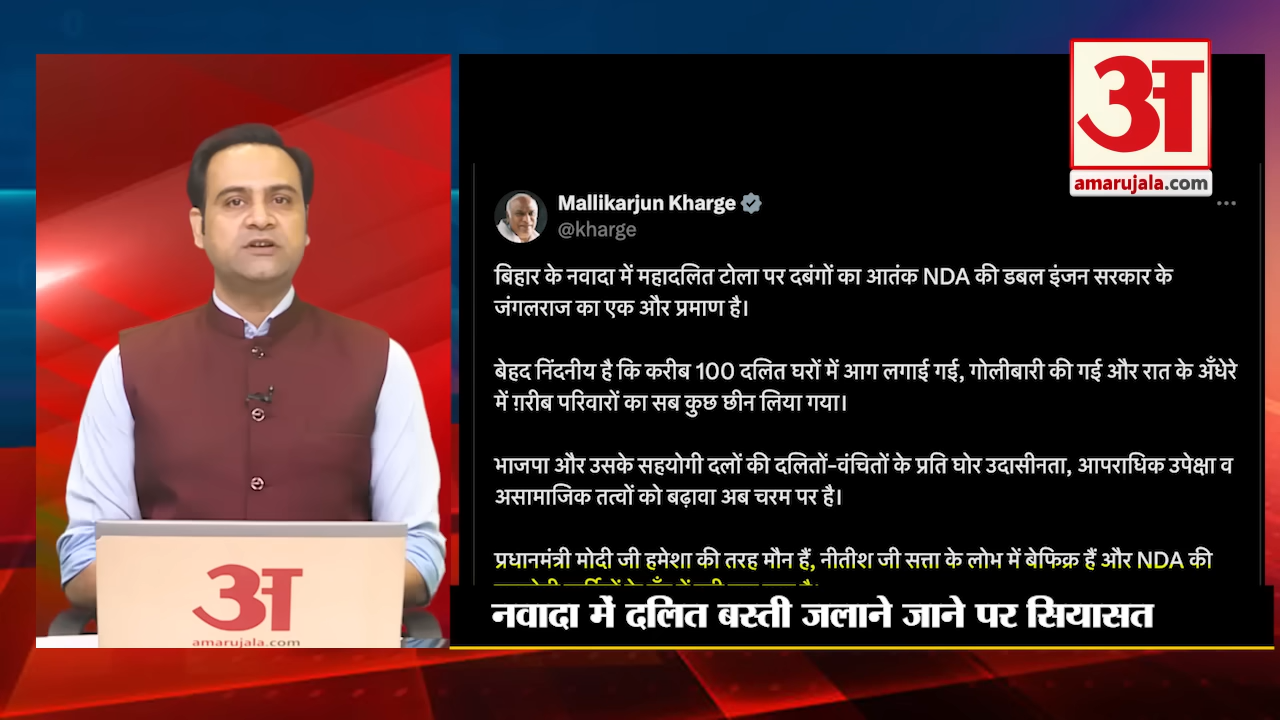 अ
amarujala.com
Mallikarjun Kharge
@kharge
बिहार के नवादा में महादलित टोला पर दबंगों का आतंक NDA की डबल इंजन सरकार के
जंगलराज का एक और प्रमाण है।
बेहद निंदनीय है कि करीब 100 दलित घरों में आग लगाई गई, गोलीबारी की गई और रात के अँधेरे
में ग़रीब परिवारों का सब कुछ छीन लिया गया।
भाजपा और उसके सहयोगी दलों की दलितों-वंचितों के प्रति घोर उदासीनता, आपराधिक उपेक्षा व
असामाजिक तत्वों को बढ़ावा अब चरम पर है।
प्रधानमंत्री मोदी जी हमेशा की तरह मौन हैं, नीतीश जी सत्ता के लोभ में बेफिक्र हैं और NDA की
नवादा में दलित बस्ती जलाने जाने पर सियासत
अ
amarujala.com